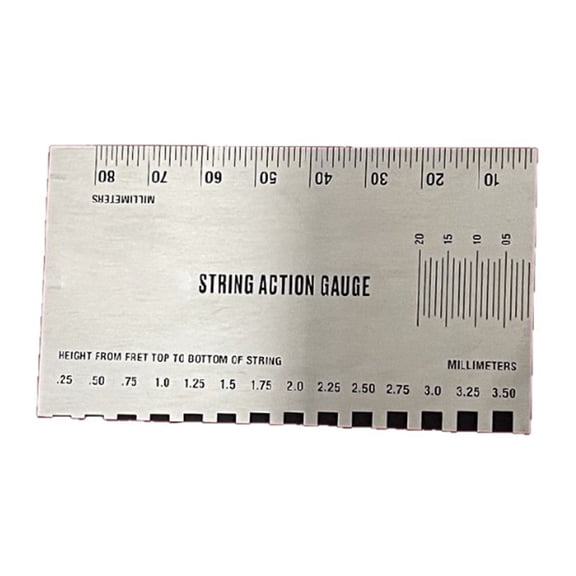 80 70 60 50 40 30 20 10
MILLIMETERS
20 15 10 05
STRING ACTION GAUGE
HEIGHT FROM FRET TOP TO BOTTOM OF STRING
MILLIMETERS
.25 .50 .75 1.0 1.25 1.5 1.75 2.0 2.25 2.50 2.75 3.0 3.25 3.50